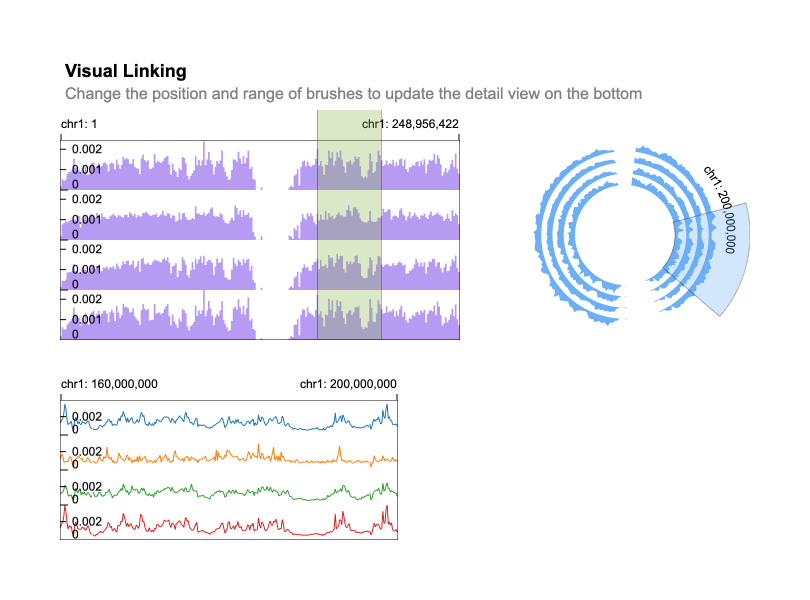 Visual Linking
Change the position and range of brushes to update the detail view on the bottom
chr1: 1
chr1: 248,956,422
0.002
0.001
0
0.002
0.001
0
0.002
0.001
0
0.002
0.001
0
chr1: 200,000,000
chr1: 160,000,000
chr1: 200,000,000
0.002
0
0.002
0
0.002
0
0.002
0